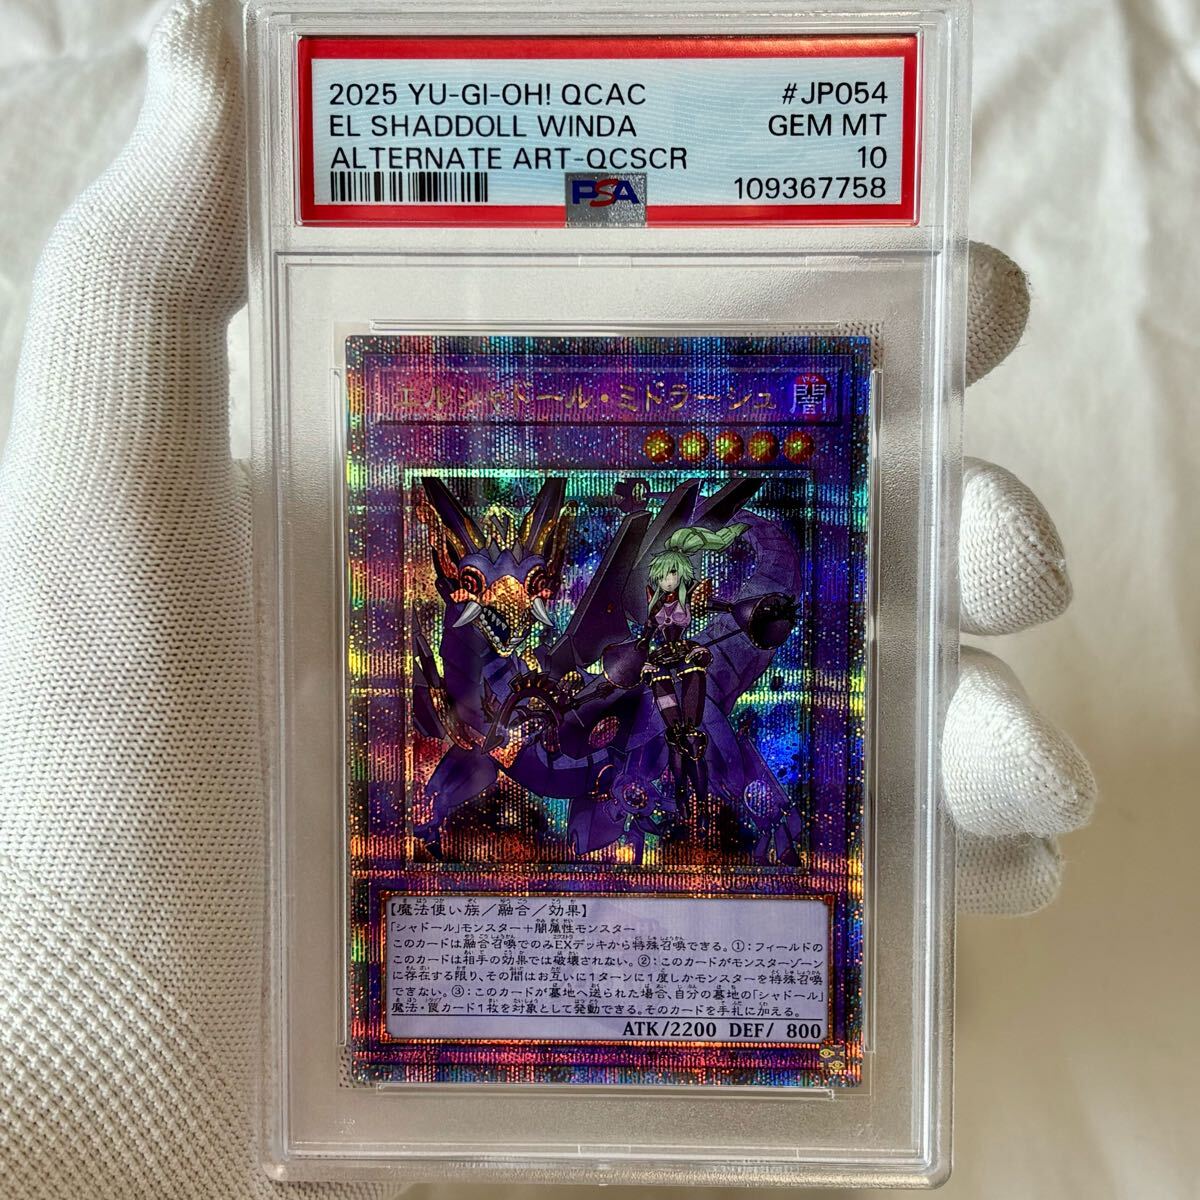 2025 YU-GI-OH! QCAC #JP054
EL SHADDOLL WINDA GEM MT
ALTERNATE ART-QCSCR 10
PSA 109367758
エルシャドール・ミドラーシュ 闇
【魔法使い族／融合／効果】
「シャドール」モンスター＋闇属性モンスター
このカードは融合召喚でのみEXデッキから特殊召喚できる。①：フィールドの
このカードは相手の効果では破壊されない。②：このカードがモンスターゾーン
に存在する限り、その間はお互いに1ターンに1度しかモンスターを特殊召喚
できない。③：このカードが墓地へ送られた場合、自分の墓地の「シャドール」
魔法・罠カード1枚を対象として発動できる。そのカードを手札に加える。
ATK/2200 DEF/ 800